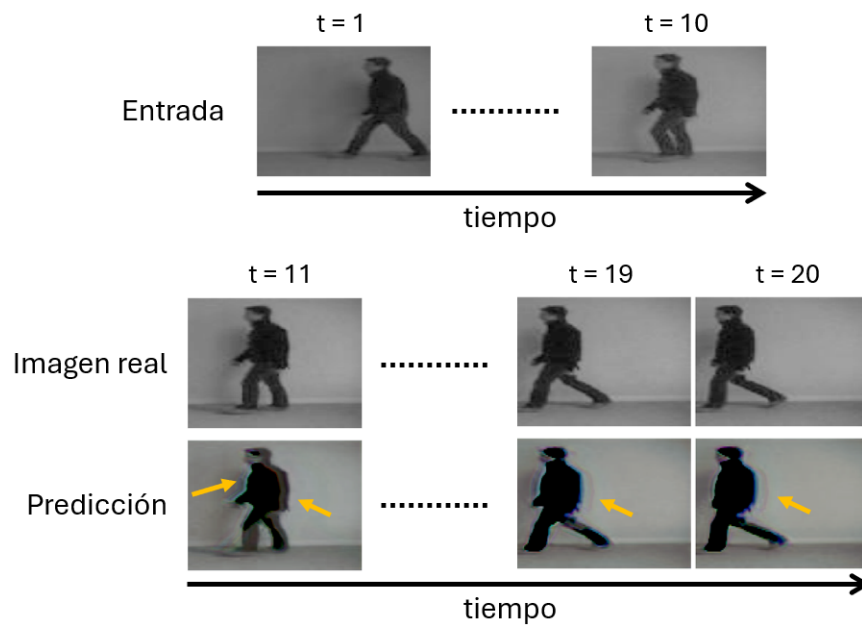 t = 1
t = 10
Entrada
tiempo
t = 11
t = 19
t = 20
Imagen real
Predicción
tiempo